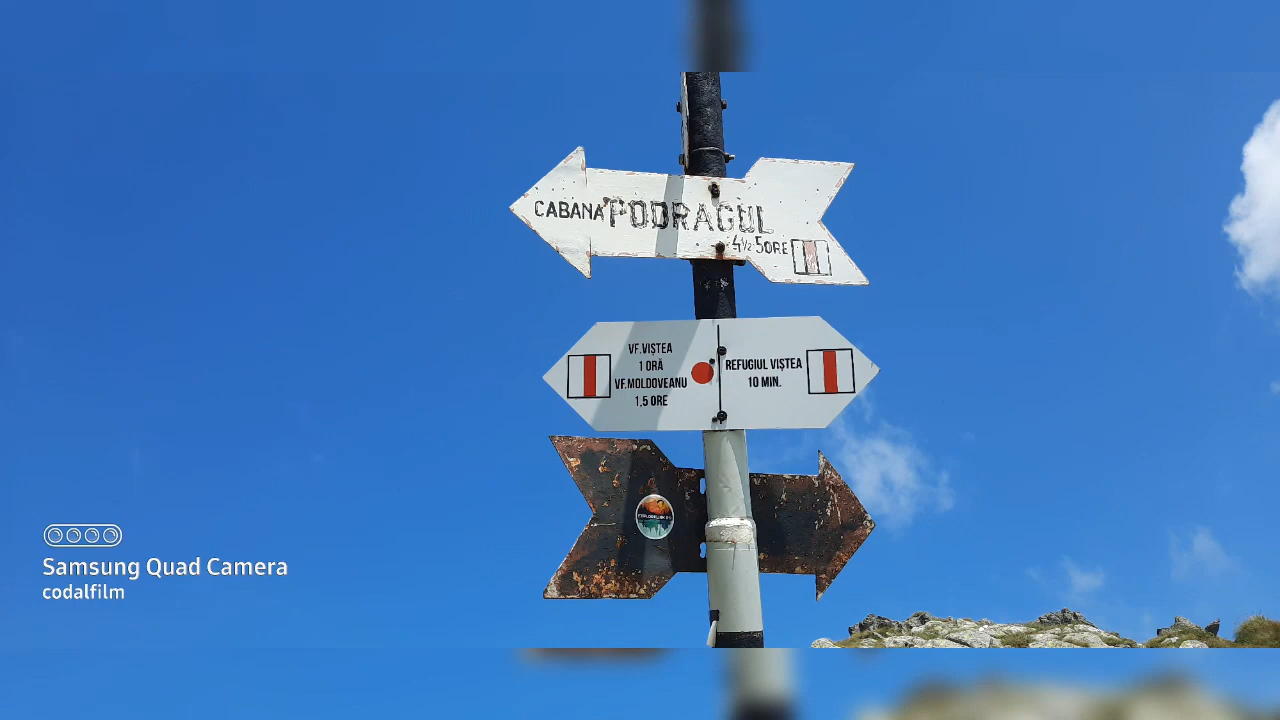 CABANA PODRAGUL
4½ 5 ORE
VF.VIȘTEA
1 ORĂ
VF.MOLDOVEANU
1,5 ORE
REFUGIUL VIȘTEA
10 MIN.
Samsung Quad Camera
codalfilm